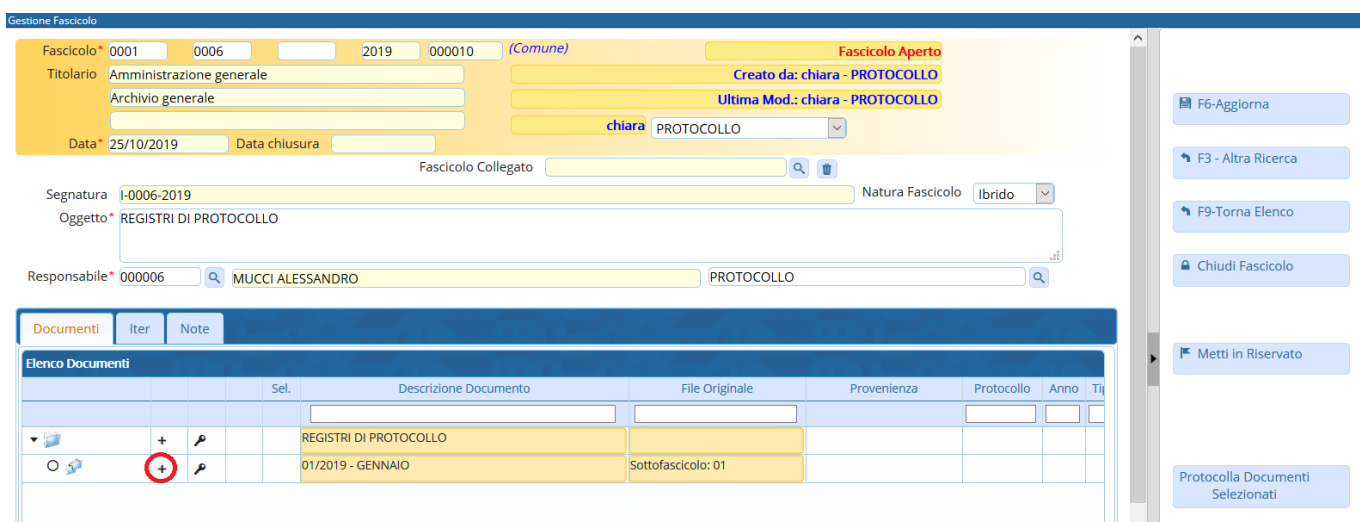 Gestione Fascicolo
Fascicolo* 0001 0006 2019 000010 (Comune) Fascicolo Aperto
Titolario Amministrazione generale Creato da: chiara - PROTOCOLLO
Archivio generale Ultima Mod.: chiara - PROTOCOLLO
chiara PROTOCOLLO
Data* 25/10/2019 Data chiusura
Fascicolo Collegato
Segnatura I-0006-2019 Natura Fascicolo Ibrido
Oggetto* REGISTRI DI PROTOCOLLO
Responsabile* 000006 MUCCI ALESSANDRO PROTOCOLLO
Documenti Iter Note
Elenco Documenti
Sel. Descrizione Documento File Originale Provenienza Protocollo Anno Tip
REGISTRI DI PROTOCOLLO
01/2019 - GENNAIO Sottofascicolo: 01
F6-Aggiorna
F3 - Altra Ricerca
F9-Torna Elenco
Chiudi Fascicolo
Metti in Riservato
Protocolla Documenti
Selezionati